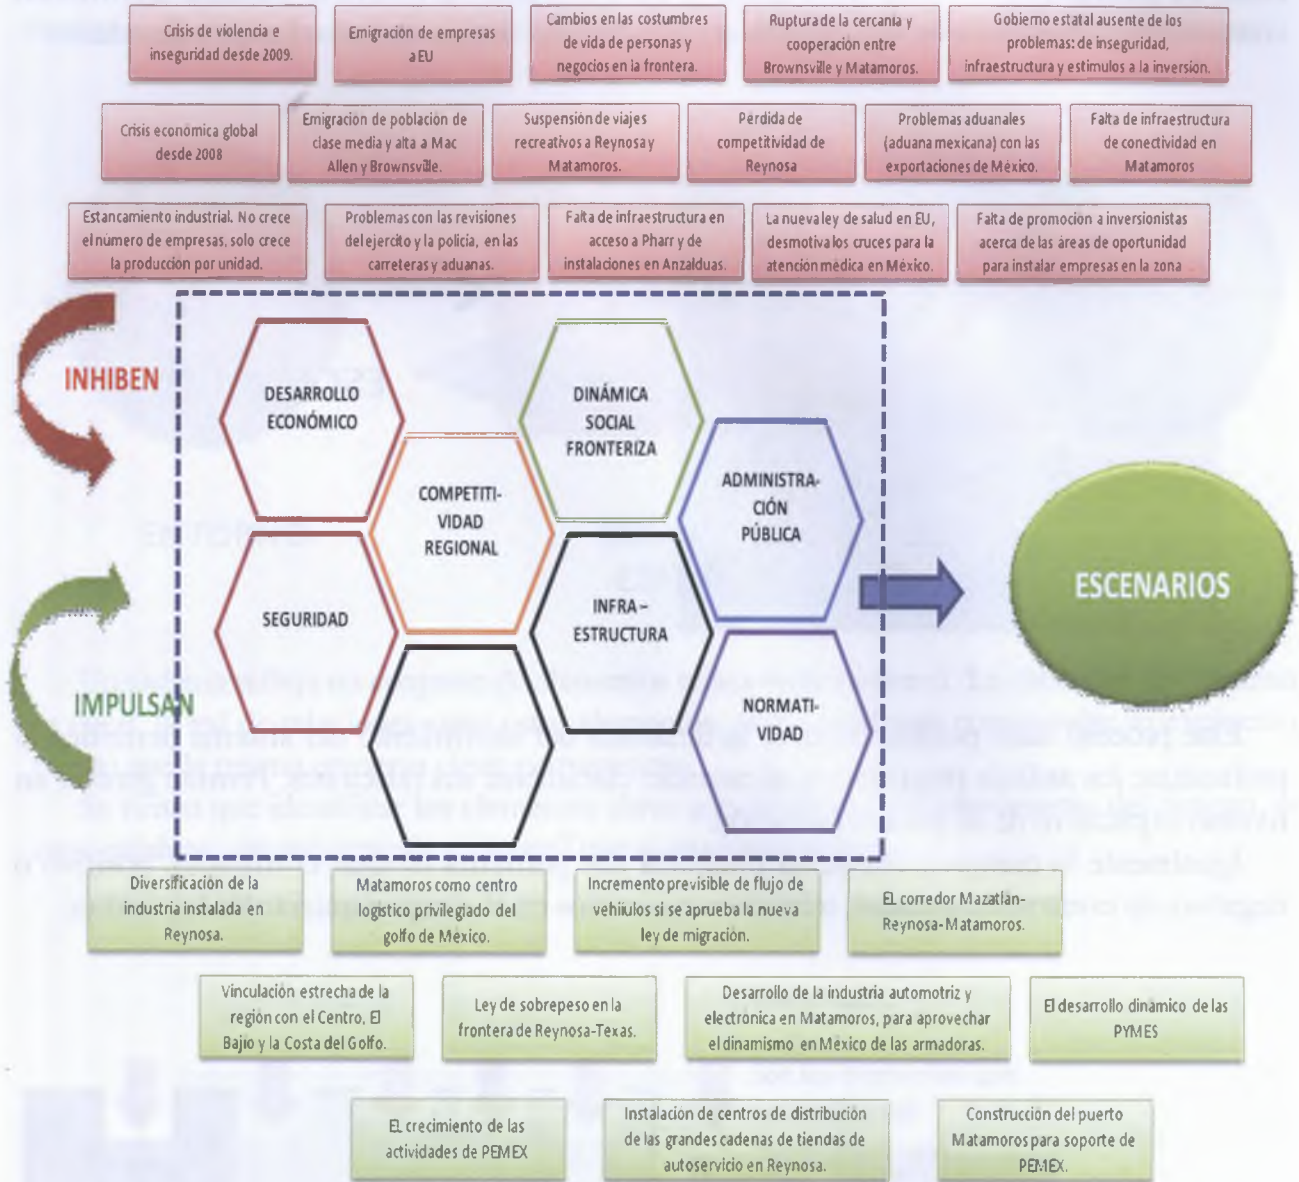 Crisis de violencia e
inseguridad desde 2009.
Emigración de empresas
a EU
Cambios en las costumbres
de vida de personas y
negocios en la frontera.
Ruptura de la cercanía y
cooperación entre
Brownsville y Matamoros.
Gobierno estatal ausente de los
problemas: de inseguridad,
infraestructura y estímulos a la inversión.
Crisis económica global
desde 2008
Emigración de población de
clase media y alta a Mac
Allen y Brownsville.
Suspensión de viajes
recreativos a Reynosa y
Matamoros.
Pérdida de
competitividad de
Reynosa
Problemas aduanales
(aduana mexicana) con las
exportaciones de México.
Falta de infraestructura
de conectividad en
Matamoros
Estancamiento industrial. No crece
el número de empresas, solo crece
la producción por unidad.
Problemas con las revisiones
del ejercito y la policía, en las
carreteras y aduanas.
Falta de infraestructura en
acceso a Pharr y de
instalaciones en Anzalduas.
La nueva ley de salud en EU,
desmotiva los cruces para la
atención médica en México.
Falta de promoción a inversionistas
acerca de las áreas de oportunidad
para instalar empresas en la zona
INHIBEN
DESARROLLO
ECONÓMICO
DINÁMICA
SOCIAL
FRONTERIZA
COMPETITI-
VIDAD
REGIONAL
ADMINISTRA-
CIÓN
PÚBLICA
SEGURIDAD
INFRA –
ESTRUCTURA
ESCENARIOS
IMPULSAN
NORMATI-
VIDAD
Diversificación de la
industria instalada en
Reynosa.
Matamoros como centro
logístico privilegiado del
golfo de México.
Incremento previsible de flujo de
vehiíulos si se aprueba la nueva
ley de migración.
EL corredor Mazatlán-
Reynosa-Matamoros.
Vinculación estrecha de la
región con el Centro, El
Bajío y la Costa del Golfo.
Ley de sobrepeso en la
frontera de Reynosa-Texas.
Desarrollo de la industria automotriz y
electrónica en Matamoros, para aprovechar
el dinamismo en México de las armadoras.
El desarrollo dinámico de las
PYMES
EL crecimiento de las
actividades de PEMEX
Instalación de centros de distribución
de las grandes cadenas de tiendas de
autoservicio en Reynosa.
Construcción del puerto
Matamoros para soporte de
PEMEX.